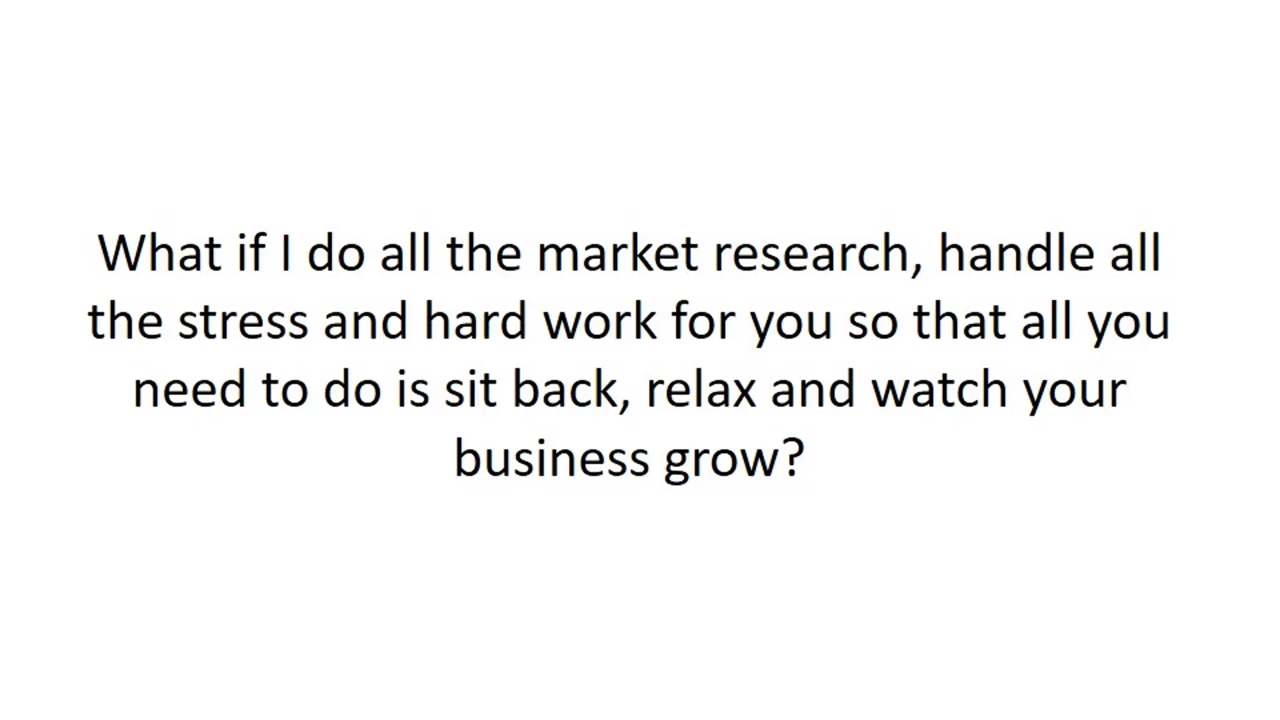 What if I do all the market research, handle all
the stress and hard work for you so that all you
need to do is sit back, relax and watch your
business grow?